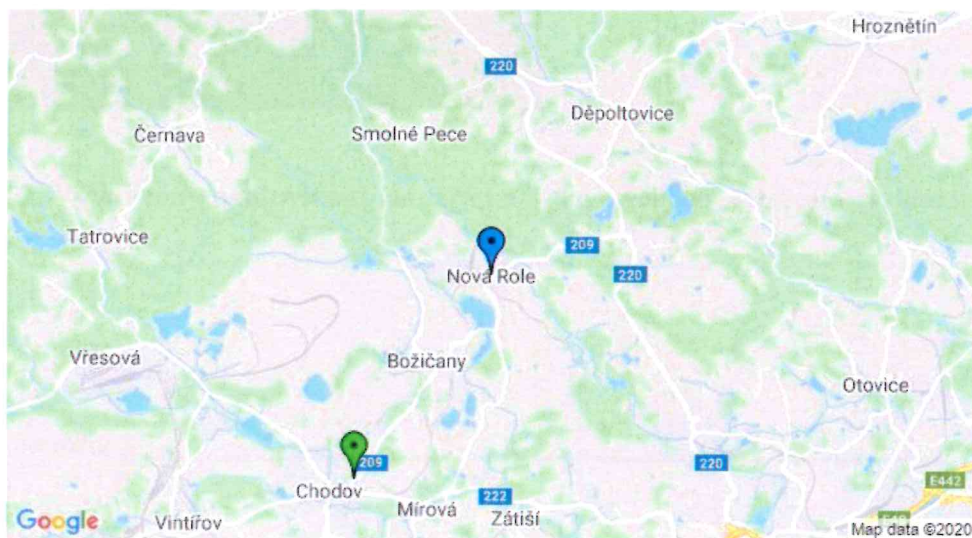 Hroznětín
220
Děpoltovice
Černava
Smolné Pece
Tatrovice
209
Nová Role
220
Vřesová
Božičany
Otovice
209
220
Chodov
E442
222
Mírová
Zátiší
Vintířov
Google
Map data ©2020